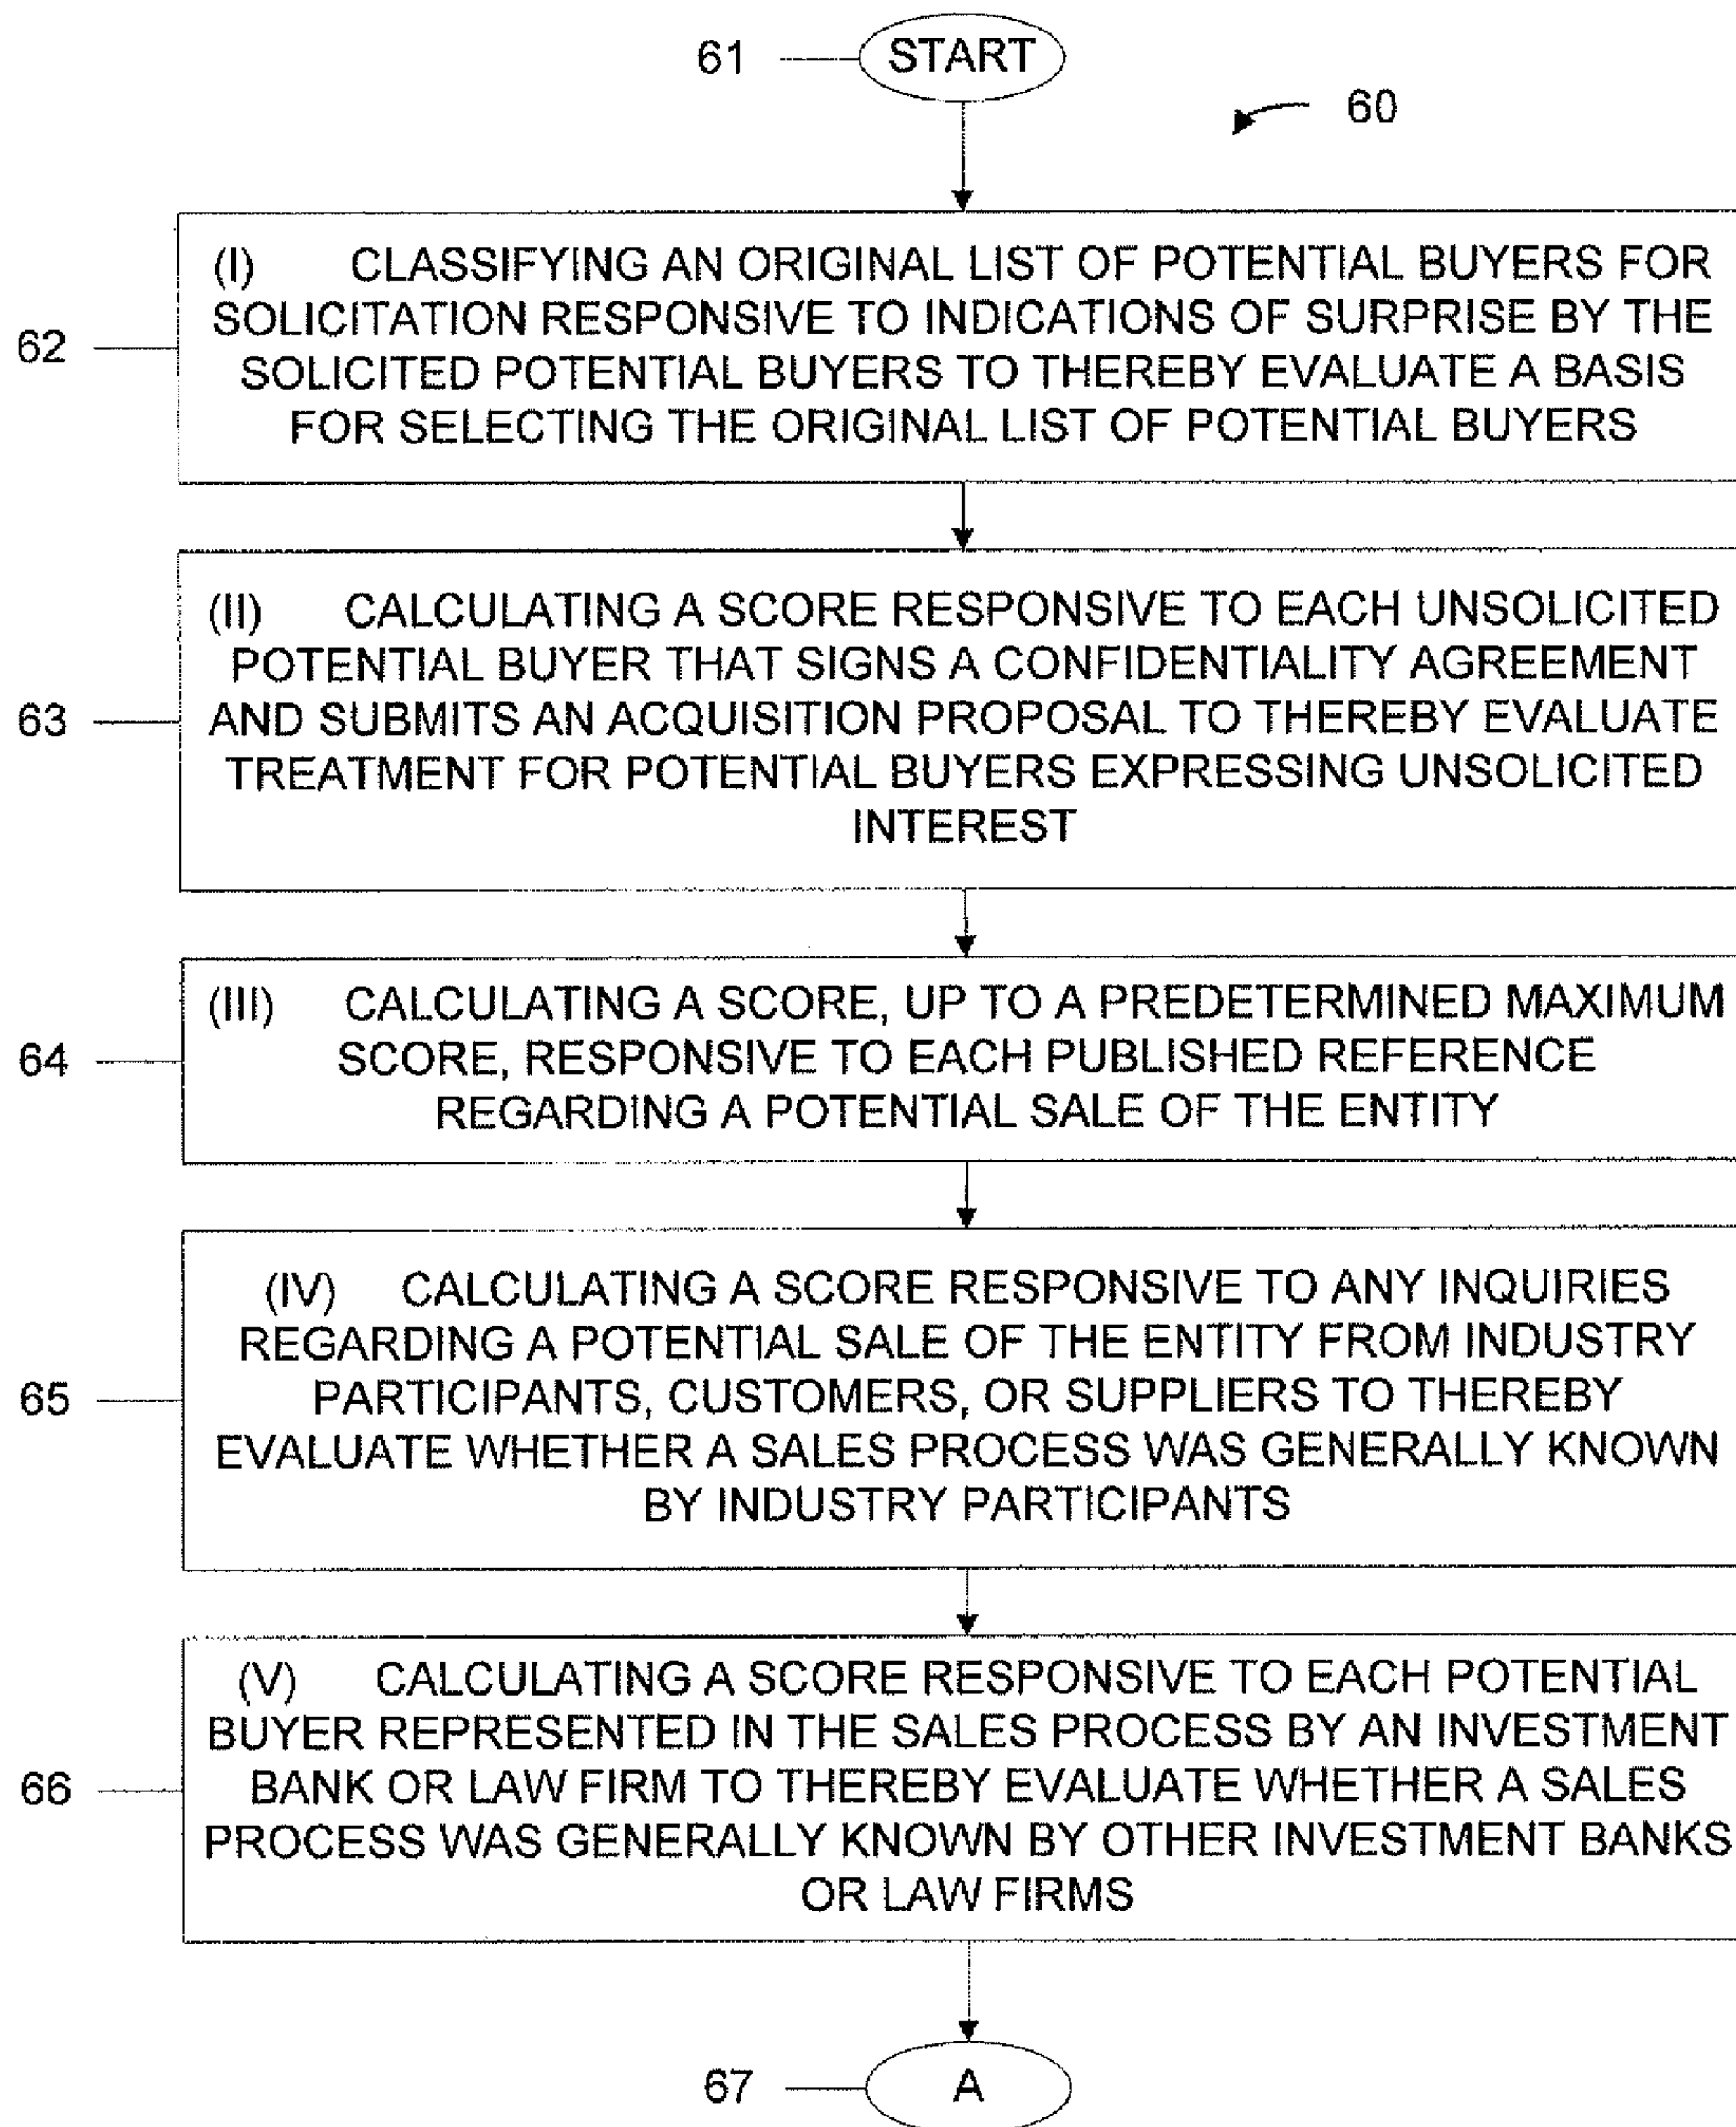 61
START
60
(I) CLASSIFYING AN ORIGINAL LIST OF POTENTIAL BUYERS FOR
SOLICITATION RESPONSIVE TO INDICATIONS OF SURPRISE BY THE
62
SOLICITED POTENTIAL BUYERS TO THEREBY EVALUATE A BASIS
FOR SELECTING THE ORIGINAL LIST OF POTENTIAL BUYERS
(II) CALCULATING A SCORE RESPONSIVE TO EACH UNSOLICITED
POTENTIAL BUYER THAT SIGNS A CONFIDENTIALITY AGREEMENT
63
AND SUBMITS AN ACQUISITION PROPOSAL TO THEREBY EVALUATE
TREATMENT FOR POTENTIAL BUYERS EXPRESSING UNSOLICITED
INTEREST
(III) CALCULATING A SCORE, UP TO A PREDETERMINED MAXIMUM
64
SCORE, RESPONSIVE TO EACH PUBLISHED REFERENCE
REGARDING A POTENTIAL SALE OF THE ENTITY
(IV) CALCULATING A SCORE RESPONSIVE TO ANY INQUIRIES
REGARDING A POTENTIAL SALE OF THE ENTITY FROM INDUSTRY
65
PARTICIPANTS, CUSTOMERS, OR SUPPLIERS TO THEREBY
EVALUATE WHETHER A SALES PROCESS WAS GENERALLY KNOWN
BY INDUSTRY PARTICIPANTS
(V) CALCULATING A SCORE RESPONSIVE TO EACH POTENTIAL
BUYER REPRESENTED IN THE SALES PROCESS BY AN INVESTMENT
66
BANK OR LAW FIRM TO THEREBY EVALUATE WHETHER A SALES
PROCESS WAS GENERALLY KNOWN BY OTHER INVESTMENT BANKS
OR LAW FIRMS
67
A